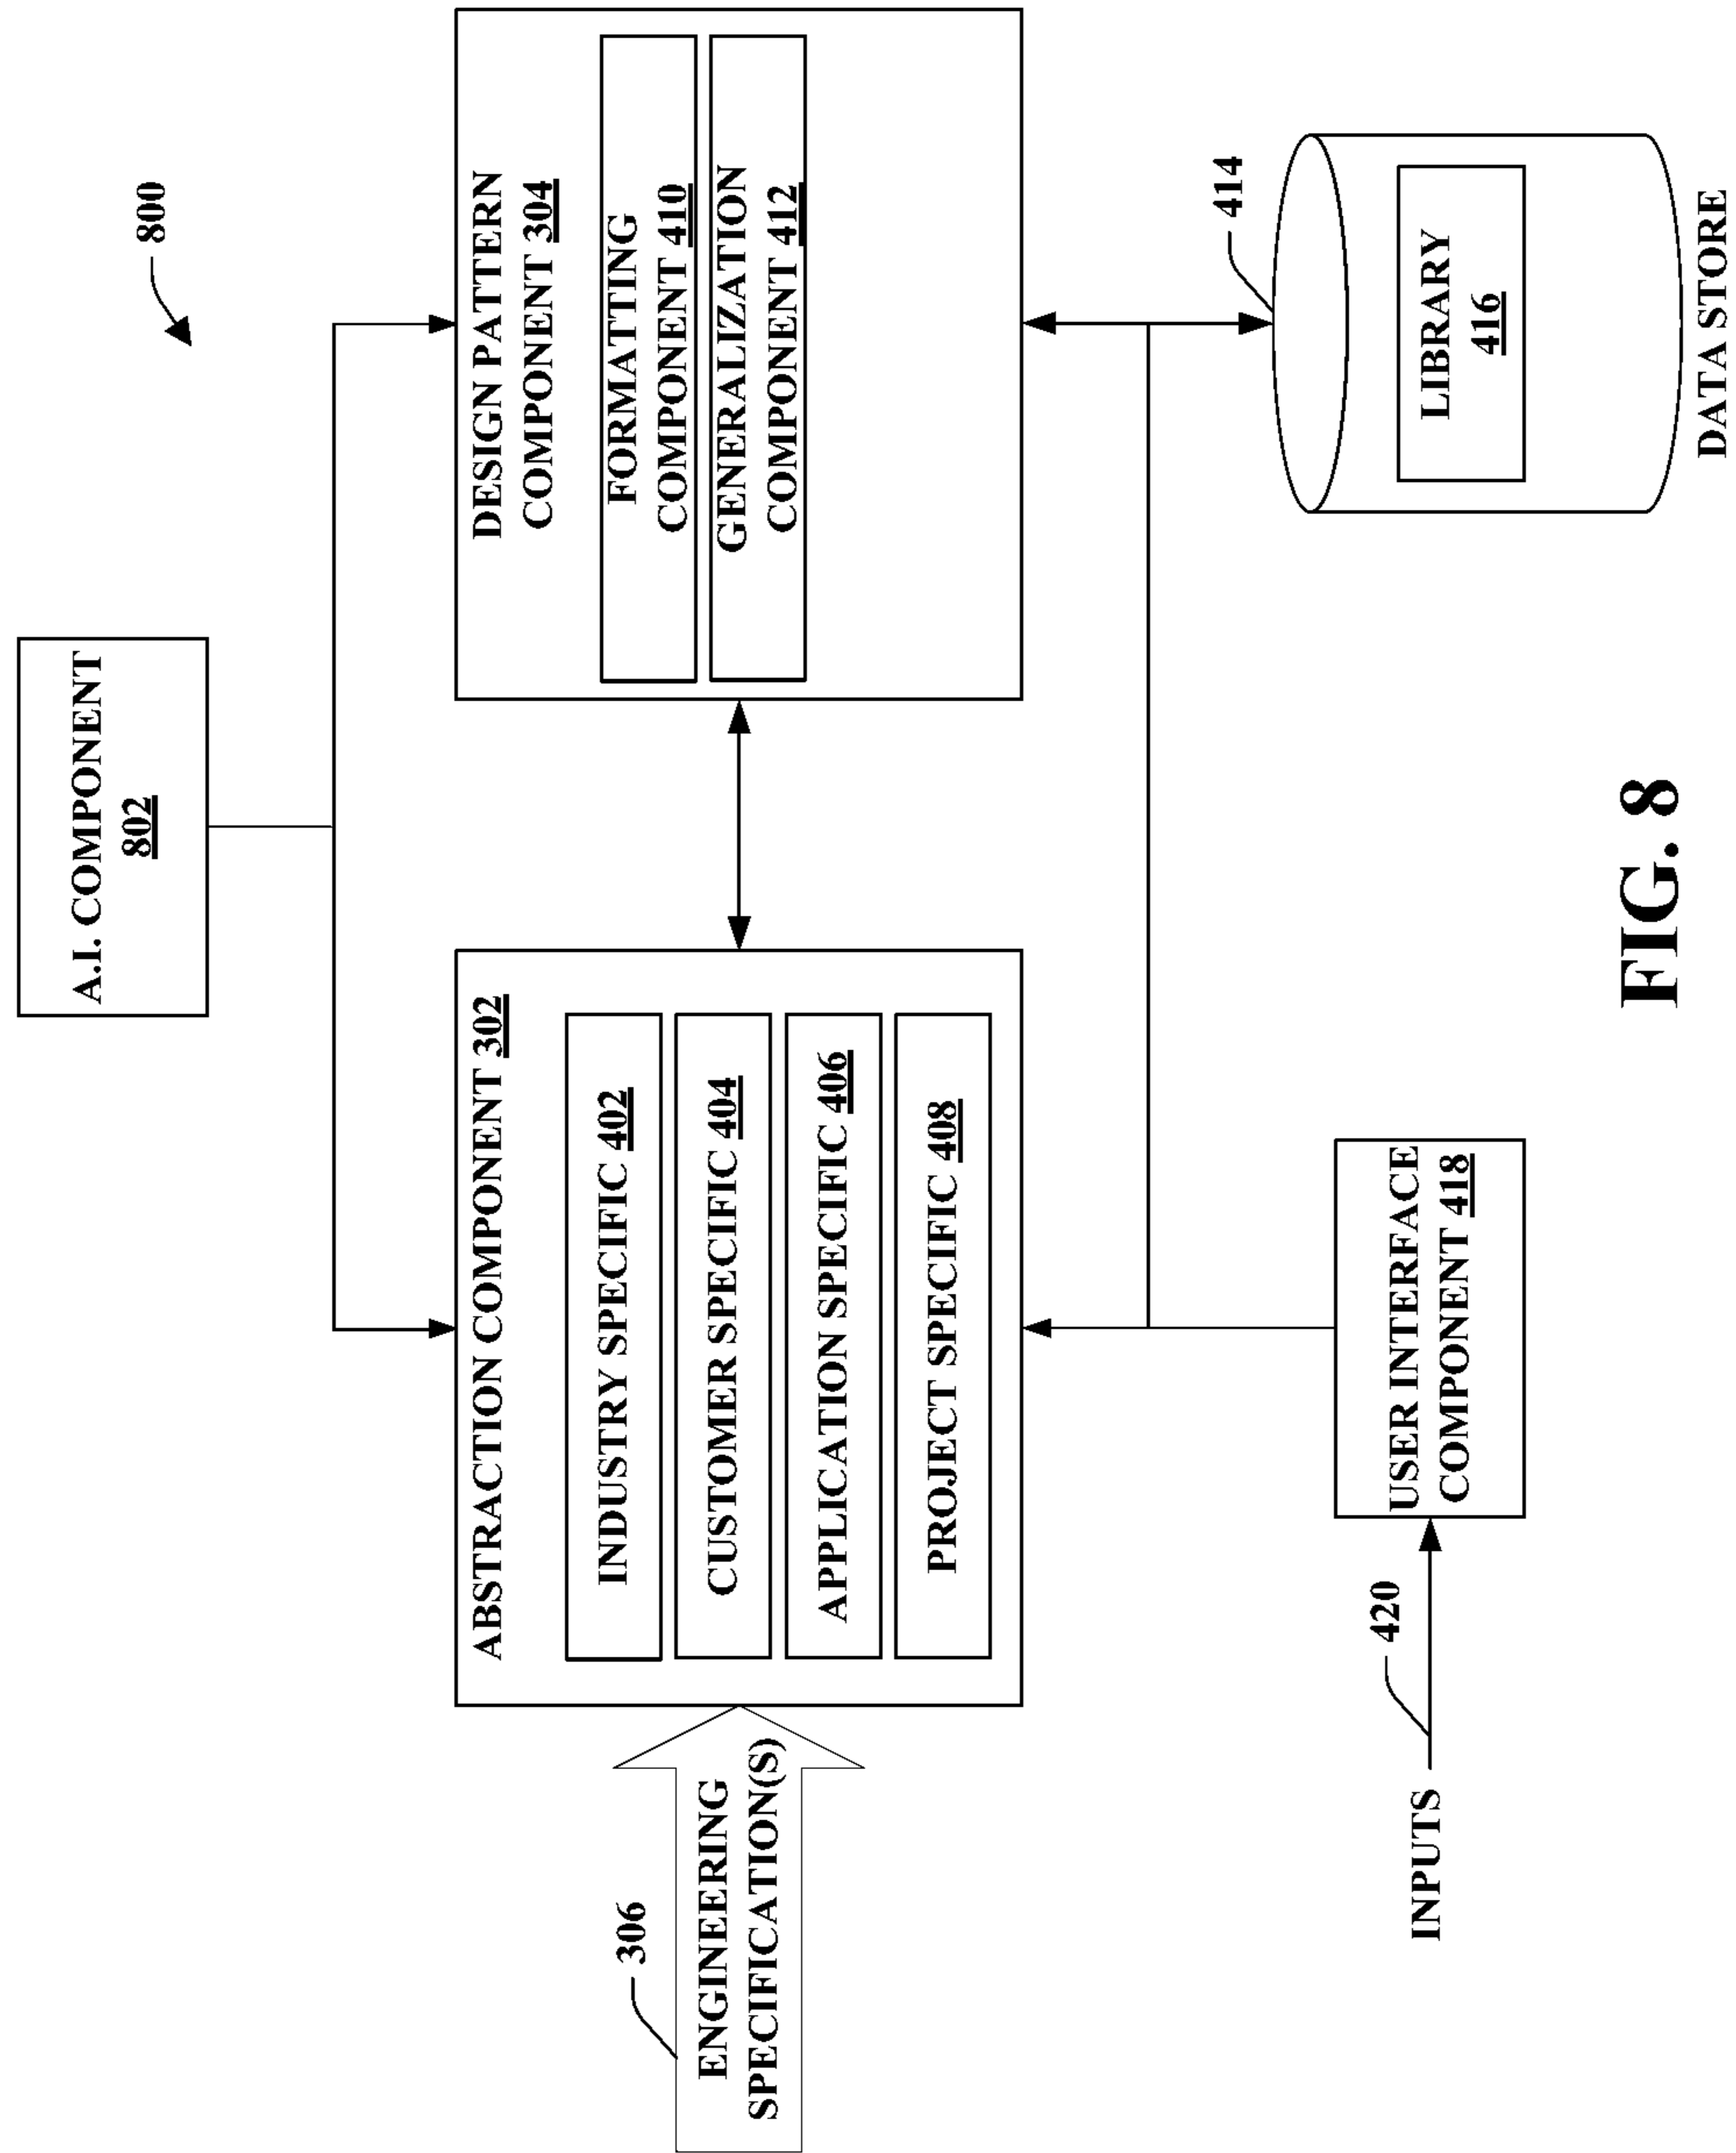 800
A.I. COMPONENT
802
ABSTRACTION COMPONENT 302
INDUSTRY SPECIFIC 402
CUSTOMER SPECIFIC 404
APPLICATION SPECIFIC 406
PROJECT SPECIFIC 408
DESIGN PATTERN
COMPONENT 304
FORMATTING
COMPONENT 410
GENERALIZATION
COMPONENT 412
306
ENGINEERING
SPECIFICATION(S)
414
LIBRARY
416
DATA STORE
USER INTERFACE
COMPONENT 418
420
INPUTS
FIG. 8